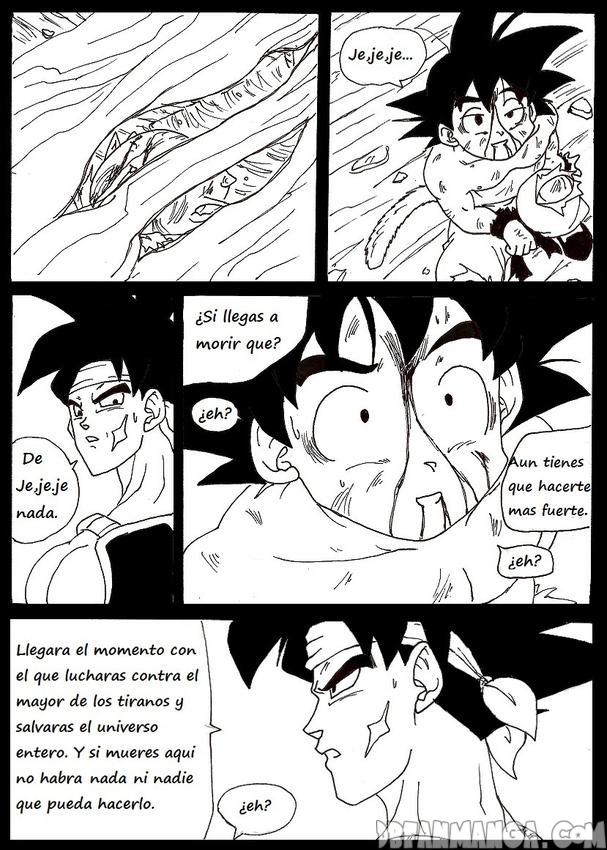 Je,je,je...
De
Je,je,je
nada.
¿Si llegas a
morir que?
¿eh?
Aun tienes
que hacerte
mas fuerte.
¿eh?
Llegara el momento con
el que lucharas contra el
mayor de los tiranos y
salvaras el universo
entero. Y si mueres aqui
no habra nada ni nadie
que pueda hacerlo.
¿eh?
DBFANMANGA.COM